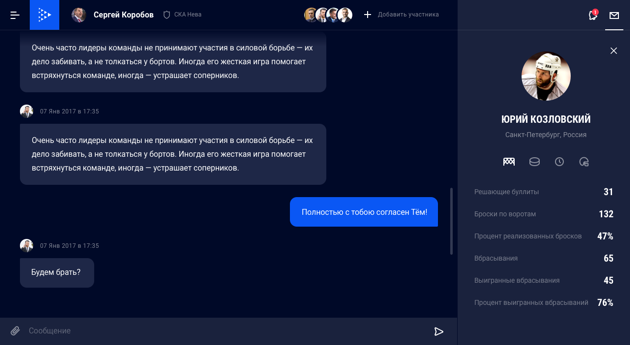 Сергей Коробов
СКА Нева
Добавить участника
1
Очень часто лидеры команды не принимают участия в силовой борьбе — их
дело забивать, а не толкаться у бортов. Иногда его жесткая игра помогает
встряхнуться команде, иногда — устрашает соперников.
07 Янв 2017 в 17:35
Очень часто лидеры команды не принимают участия в силовой борьбе — их
дело забивать, а не толкаться у бортов. Иногда его жесткая игра помогает
встряхнуться команде, иногда — устрашает соперников.
Полностью с тобою согласен Тём!
07 Янв 2017 в 17:35
Будем брать?
Сообщение
ЮРИЙ КОЗЛОВСКИЙ
Санкт-Петербург, Россия
Решающие буллиты 31
Броски по воротам 132
Процент реализованных бросков 47%
Вбрасывания 65
Выигранные вбрасывания 45
Процент выигранных вбрасываний 76%